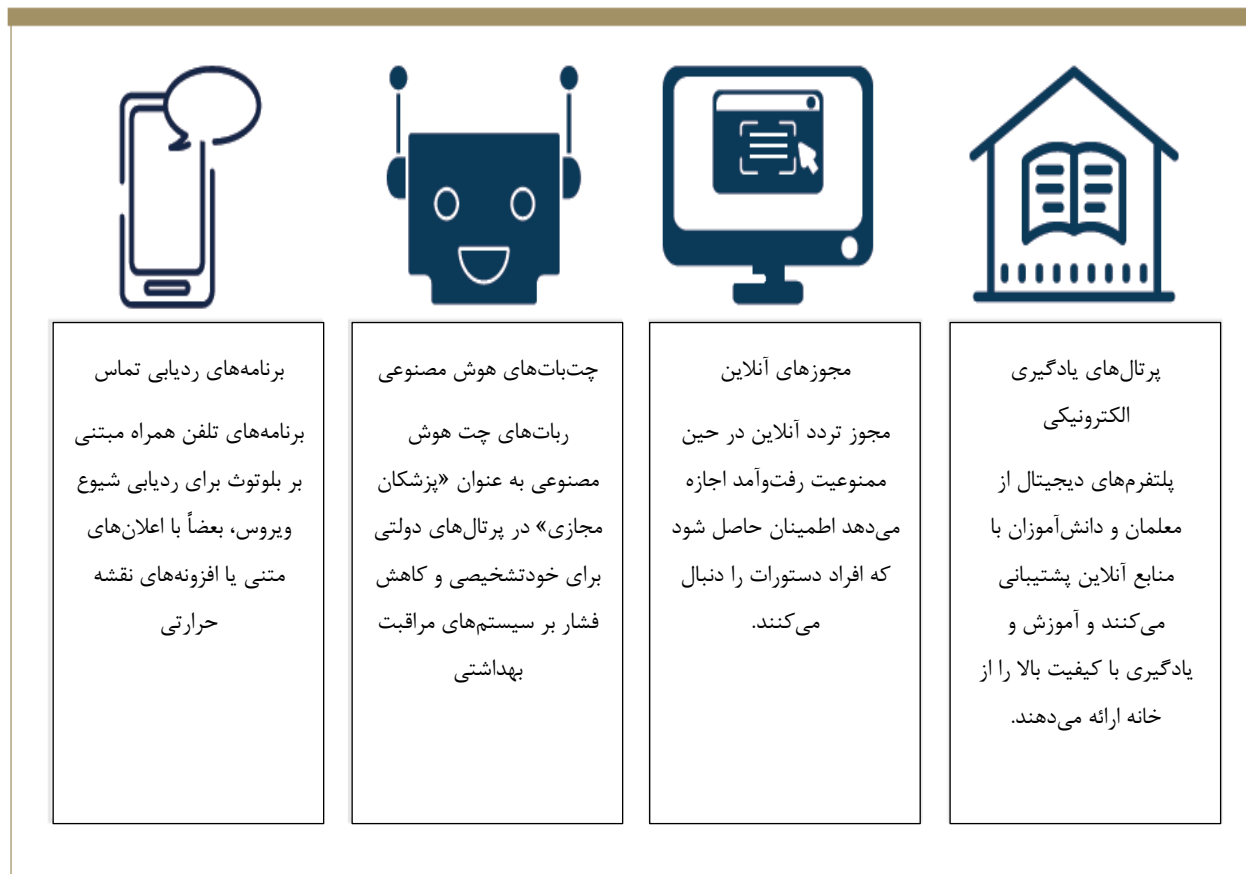 پرتال‌های یادگیری
الکترونیکی
پلتفرم‌های دیجیتال از
معلمان و دانش‌آموزان با
منابع آنلاین پشتیبانی
می‌کنند و آموزش و
یادگیری با کیفیت بالا را از
خانه ارائه می‌دهند.
مجوزهای آنلاین
مجوز تردد آنلاین در حین
ممنوعیت رفت‌وآمد اجازه
می‌دهد اطمینان حاصل شود
که افراد دستورات را دنبال
می‌کنند.
چت‌بات‌های هوش مصنوعی
ربات‌های چت هوش
مصنوعی به عنوان «پزشکان
مجازی» در پرتال‌های دولتی
برای خودتشخیصی و کاهش
فشار بر سیستم‌های مراقبت
بهداشتی
برنامه‌های ردیابی تماس
برنامه‌های تلفن همراه مبتنی
بر بلوتوث برای ردیابی شیوع
ویروس، بعضاً با اعلان‌های
متنی یا افزونه‌های نقشه
حرارتی